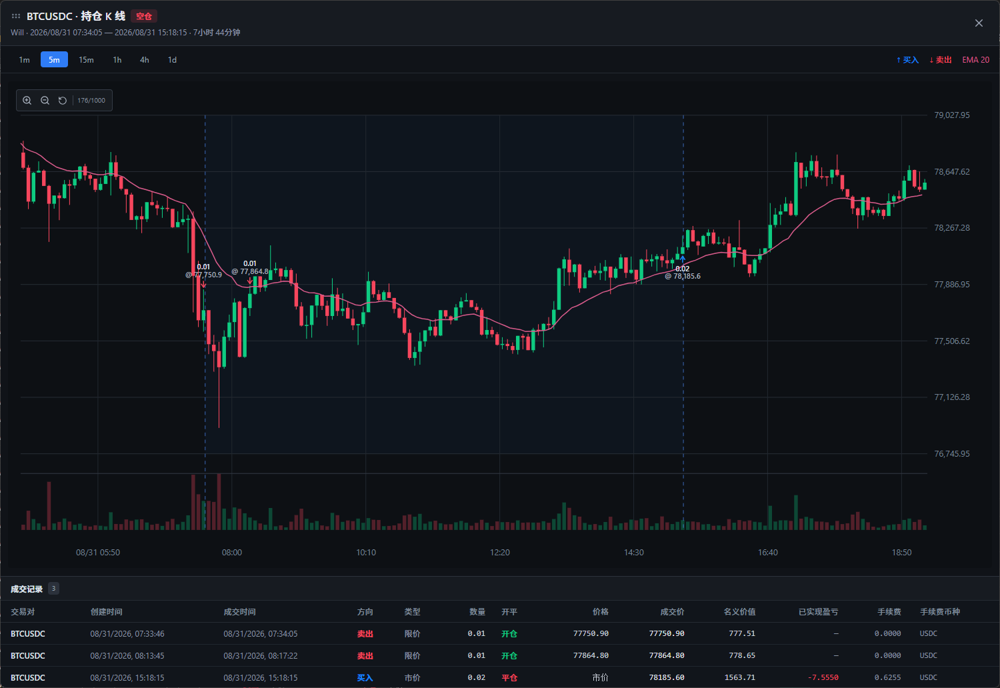 BTCUSDC · 持仓 K 线 空仓
Will · 2026/08/31 07:34:05 — 2026/08/31 15:18:15 · 7小时 44分钟
1m 5m 15m 1h 4h 1d ↑ 买入 ↓ 卖出 EMA 20
176/1000
79,027.95
78,647.62
78,267.28
77,886.95
77,506.62
77,126.28
76,745.95
0.01
@ 77,750.9
0.01
@ 77,864.8
0.02
@ 78,185.6
08/31 05:50 08:00 10:10 12:20 14:30 16:40 18:50
成交记录 3
交易对 创建时间 成交时间 方向 类型 数量 开平 价格 成交价 名义价值 已实现盈亏 手续费 手续费币种
BTCUSDC 08/31/2026, 07:33:46 08/31/2026, 07:34:05 卖出 限价 0.01 开仓 77750.90 77750.90 777.51 — 0.0000 USDC
BTCUSDC 08/31/2026, 08:13:45 08/31/2026, 08:17:22 卖出 限价 0.01 开仓 77864.80 77864.80 778.65 — 0.0000 USDC
BTCUSDC 08/31/2026, 15:18:15 08/31/2026, 15:18:15 买入 市价 0.02 平仓 市价 78185.60 1563.71 -7.5550 0.6255 USDC